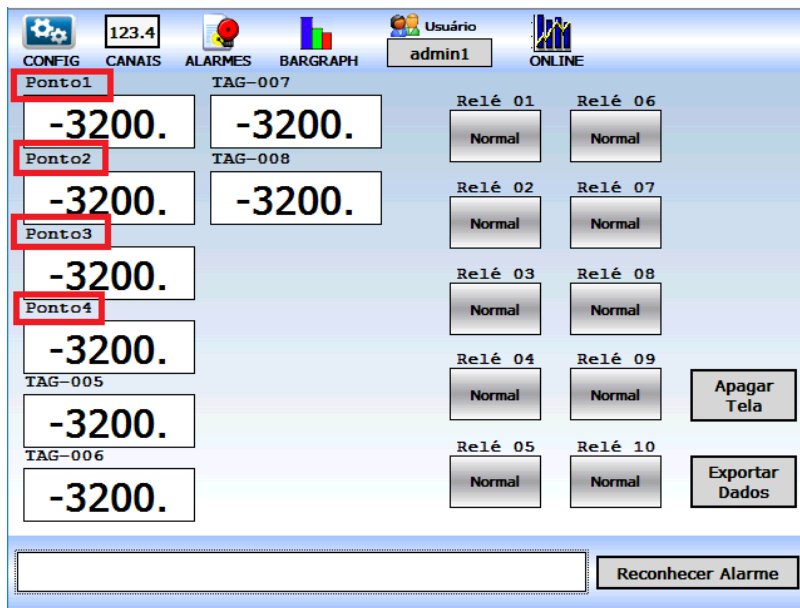 123.4
Usuário
admin1
CONFIG CANAIS ALARMES BARGRAPH ONLINE
Ponto1 TAG-007
-3200. -3200.
Ponto2 TAG-008
-3200. -3200.
Ponto3
-3200.
Ponto4
-3200.
TAG-005
-3200.
TAG-006
-3200.
Relé 01 Relé 06
Normal Normal
Relé 02 Relé 07
Normal Normal
Relé 03 Relé 08
Normal Normal
Relé 04 Relé 09
Normal Normal
Relé 05 Relé 10
Normal Normal
Apagar
Tela
Exportar
Dados
Reconhecer Alarme